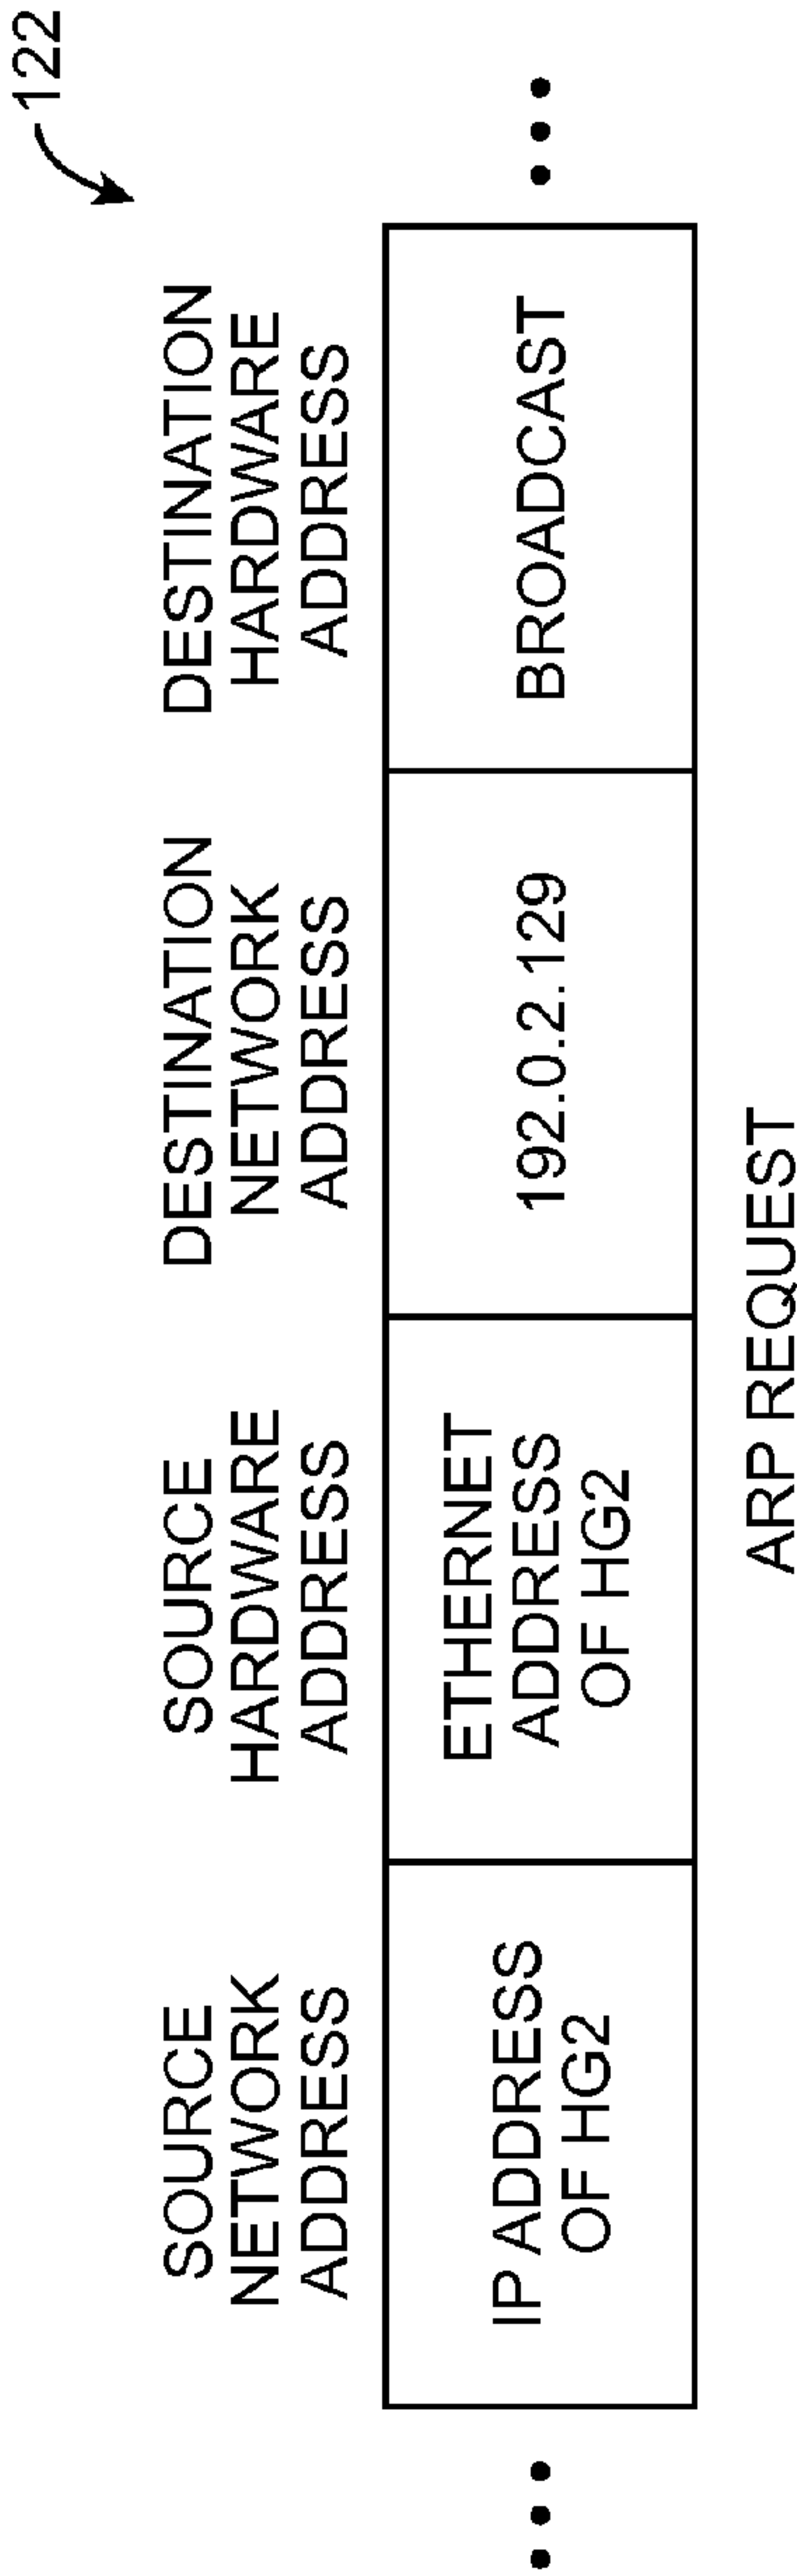 122
SOURCE
NETWORK
ADDRESS
SOURCE
HARDWARE
ADDRESS
DESTINATION
NETWORK
ADDRESS
DESTINATION
HARDWARE
ADDRESS
IP ADDRESS
OF HG2
ETHERNET
ADDRESS
OF HG2
192.0.2.129
BROADCAST
ARP REQUEST